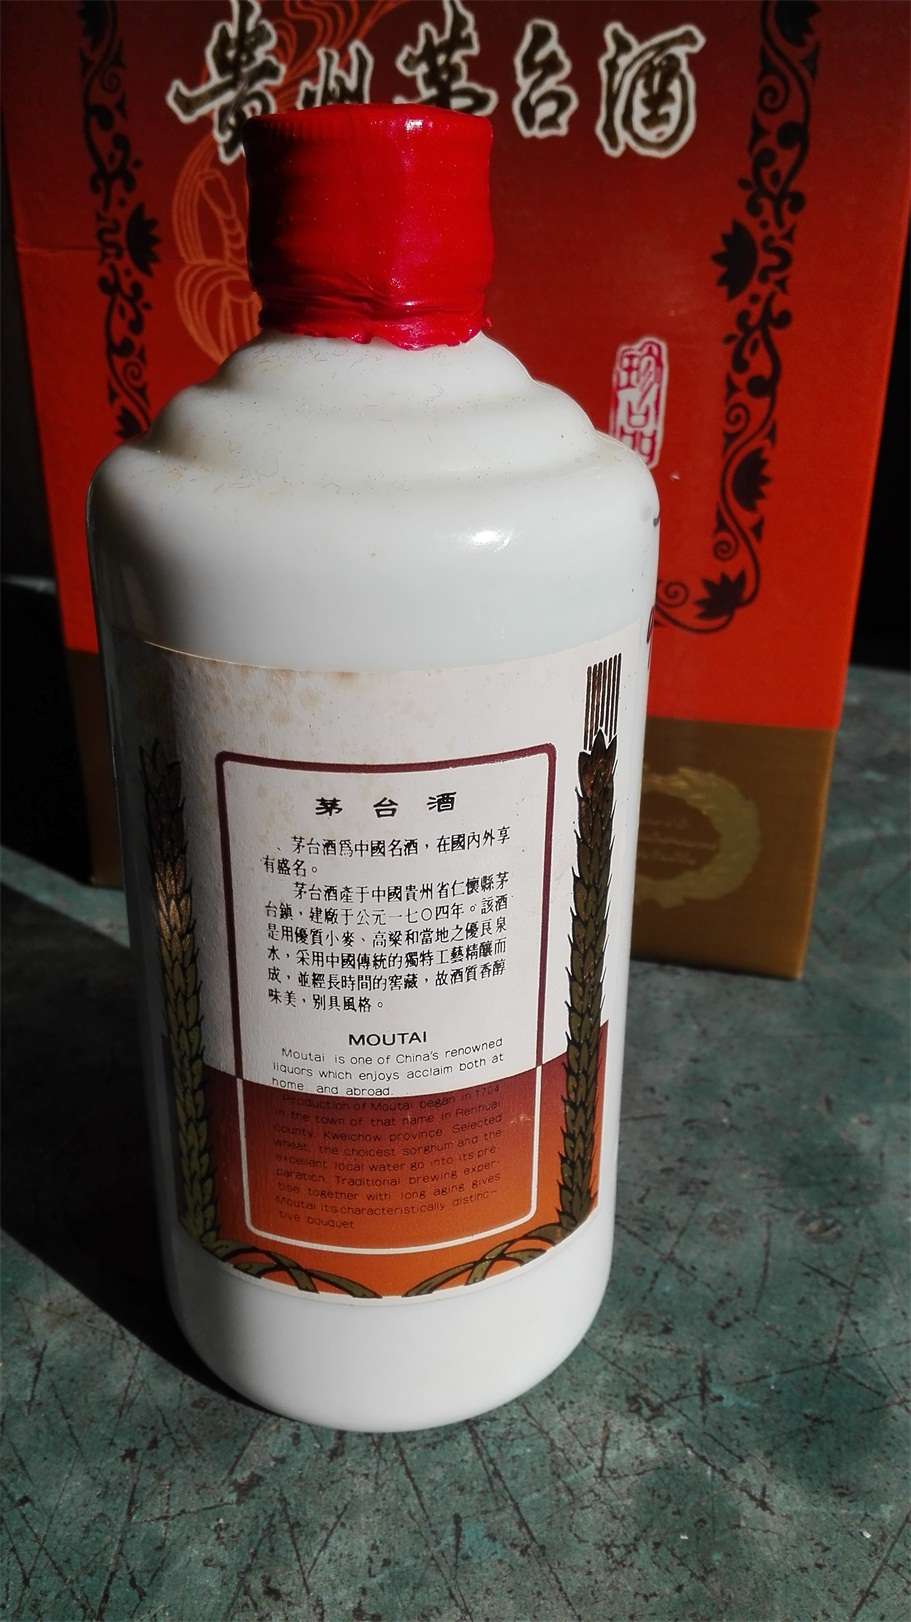 貴州茅台酒
珍品
茅台酒
茅台酒爲中國名酒，在國內外享
有盛名。
茅台酒產于中國貴州省仁懷縣茅
台鎮，建廠于公元一七〇四年。該酒
是用優質小麥、高粱和當地之優良泉
水，采用中國傳統的獨特工藝精釀而
成，並經長時間的窖藏，故酒質香醇
味美，别具風格。
MOUTAI
Moutai is one of China's renowned
liquors which enjoys acclaim both at
home and abroad.
Production of Moutai began in 1704
in the town of that name in Renhuai
County, Kweichow province. Selected
wheat, the choicest sorghum and the
excelent local water go into its pre-
paration. Traditional brewing exper-
tise together with long aging gives
Moutai its characteristically distinc-
tive bouquet